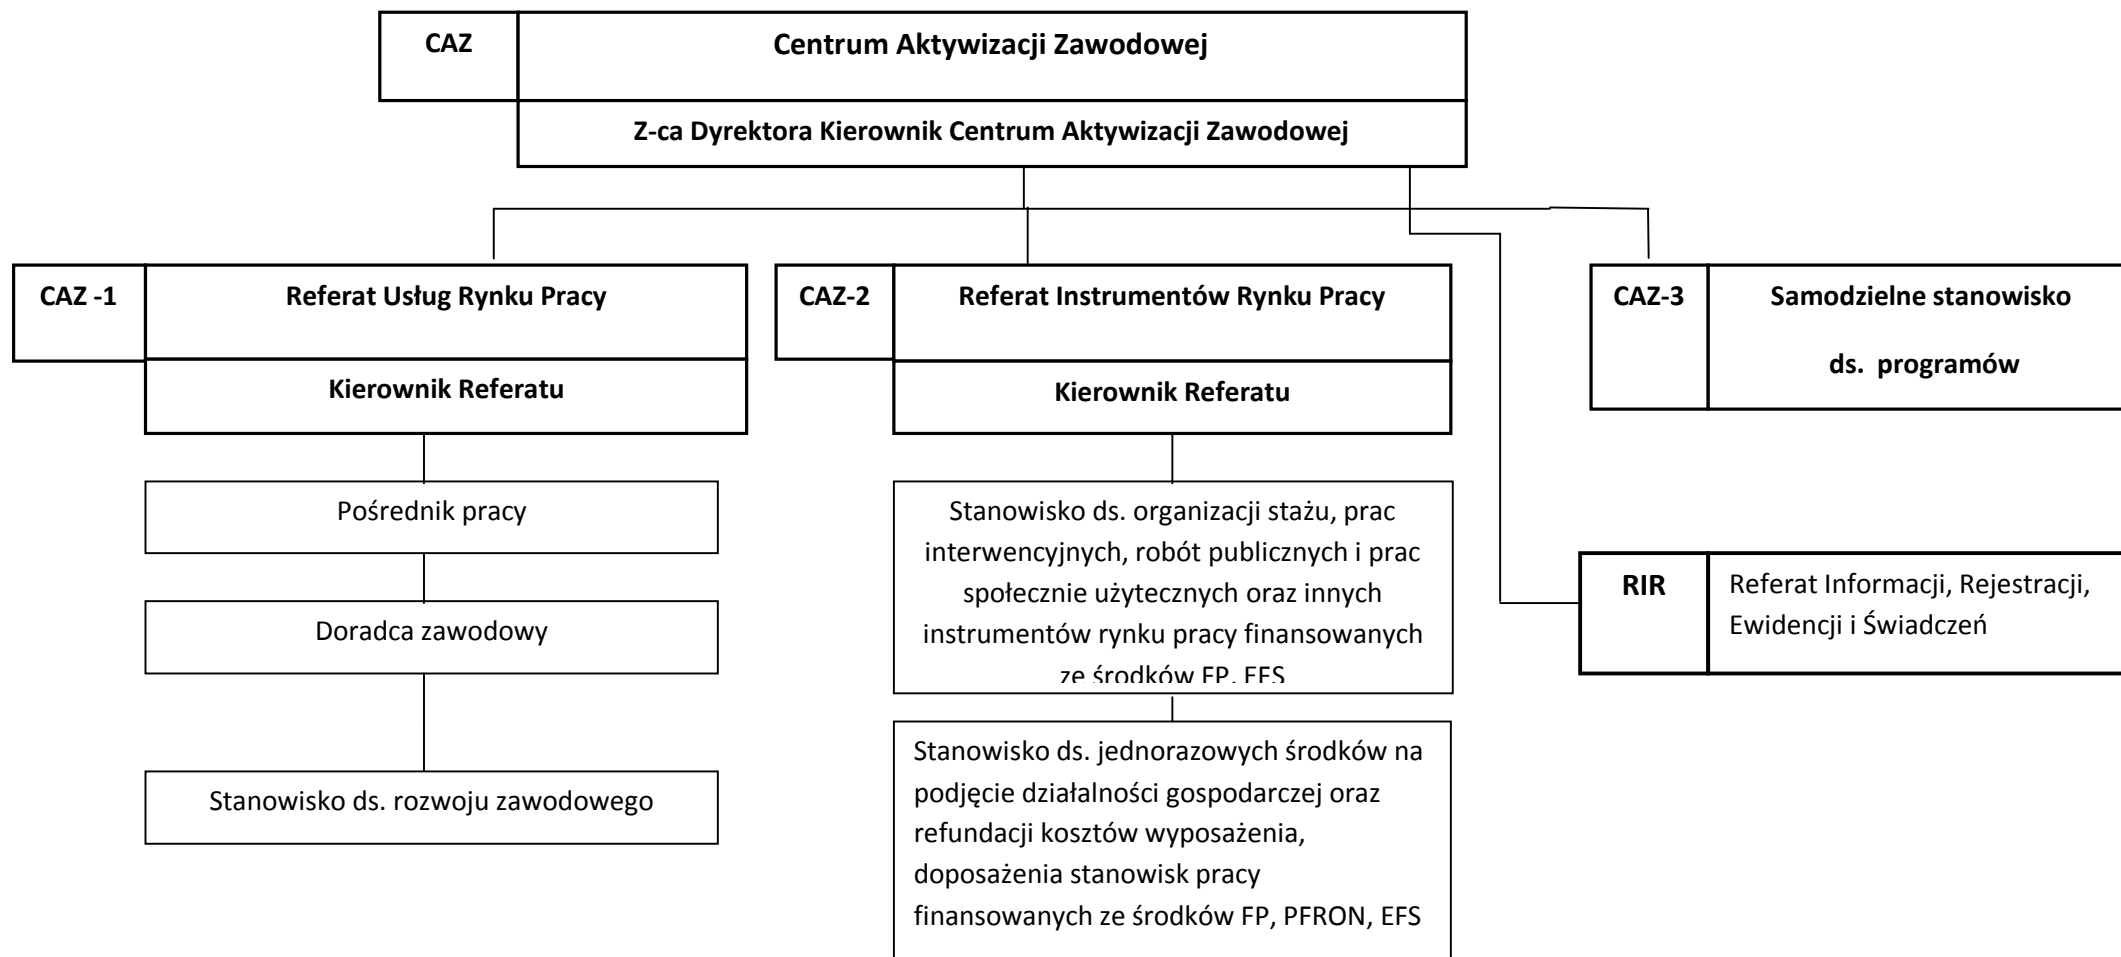 CAZ
Centrum Aktywizacji Zawodowej
Z-ca Dyrektora Kierownik Centrum Aktywizacji Zawodowej
CAZ -1
Referat Usług Rynku Pracy
Kierownik Referatu
Pośrednik pracy
Doradca zawodowy
Stanowisko ds. rozwoju zawodowego
CAZ-2
Referat Instrumentów Rynku Pracy
Kierownik Referatu
Stanowisko ds. organizacji stażu, prac
interwencyjnych, robót publicznych i prac
społecznie użytecznych oraz innych
instrumentów rynku pracy finansowanych
ze środków FP, EFS
Stanowisko ds. jednorazowych środków na
podjęcie działalności gospodarczej oraz
refundacji kosztów wyposażenia,
doposażenia stanowisk pracy
finansowanych ze środków FP, PFRON, EFS
CAZ-3
Samodzielne stanowisko
ds. programów
RIR
Referat Informacji, Rejestracji,
Ewidencji i Świadczeń